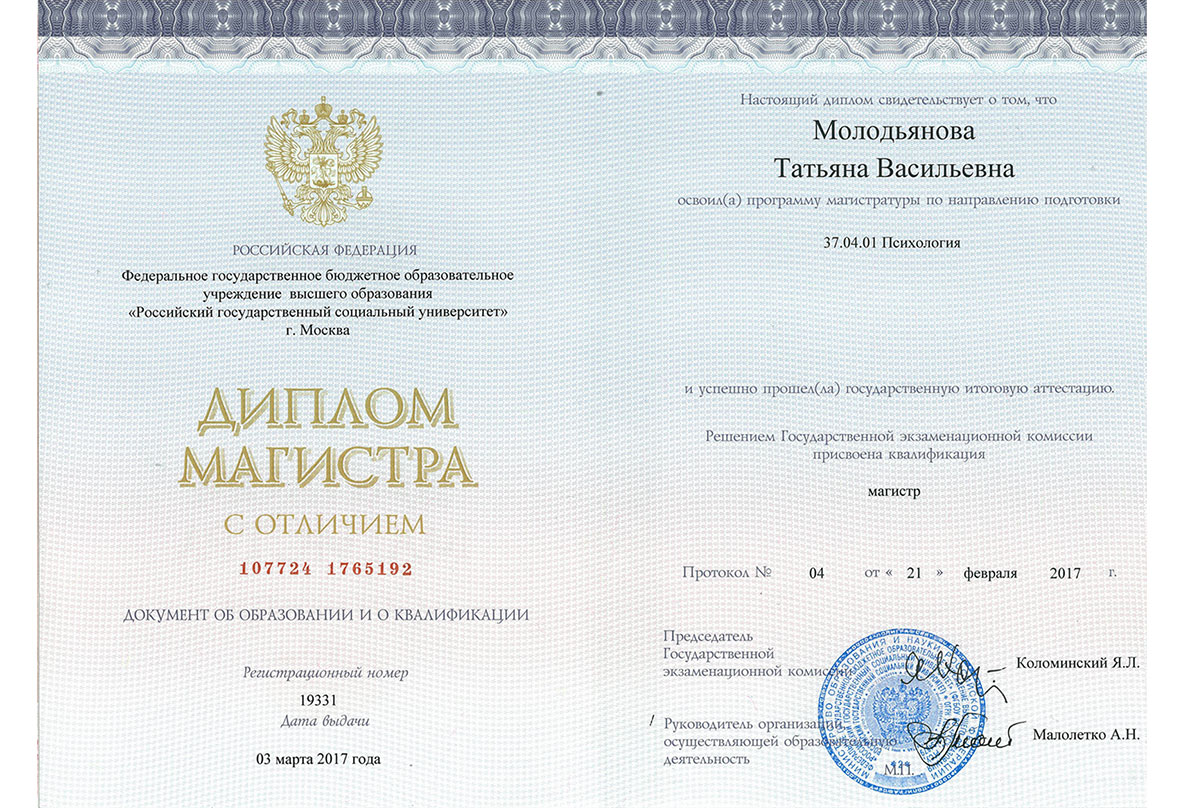 РОССИЙСКАЯ ФЕДЕРАЦИЯ
Федеральное государственное бюджетное образовательное
учреждение высшего образования
«Российский государственный социальный университет»
г. Москва
ДИПЛОМ
МАГИСТРА
С ОТЛИЧИЕМ
107724 1765192
ДОКУМЕНТ ОБ ОБРАЗОВАНИИ И О КВАЛИФИКАЦИИ
Регистрационный номер
19331
Дата выдачи
03 марта 2017 года
Настоящий диплом свидетельствует о том, что
Молодьянова
Татьяна Васильевна
освоил(а) программу магистратуры по направлению подготовки
37.04.01 Психология
и успешно прошел(ла) государственную итоговую аттестацию.
Решением Государственной экзаменационной комиссии
присвоена квалификация
магистр
Протокол № 04 от « 21 » февраля 2017 г.
Председатель
Государственной
экзаменационной комиссии
Коломинский Я.Л.
Руководитель организации,
осуществляющей образовательную
деятельность
Малолетко А.Н.
М.П.